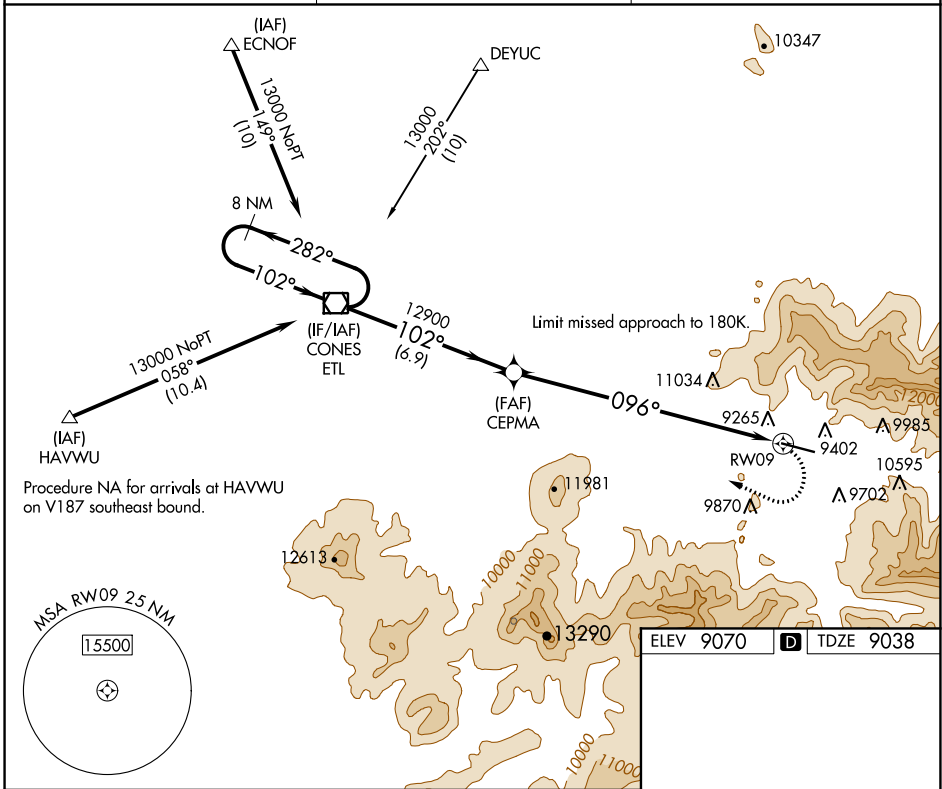 (IAF)
ECNOF
DEYUC
10347
13000 NoPT
149°
(10)
13000
202°
(10)
8 NM
282°
102°
(IF/IAF)
CONES
ETL
12900
102°
(6.9)
Limit missed approach to 180K.
13000 NoPT
058°
(10.4)
(IAF)
HAVWU
(FAF)
CEPMA
096°
11034
12000
9265
9402
9985
RW09
10595
9702
9870
Procedure NA for arrivals at HAVWU
on V187 southeast bound.
11981
12613
10000
11000
13290
MSA RW09 25 NM
15500
ELEV 9070 D TDZE 9038
10000
11000